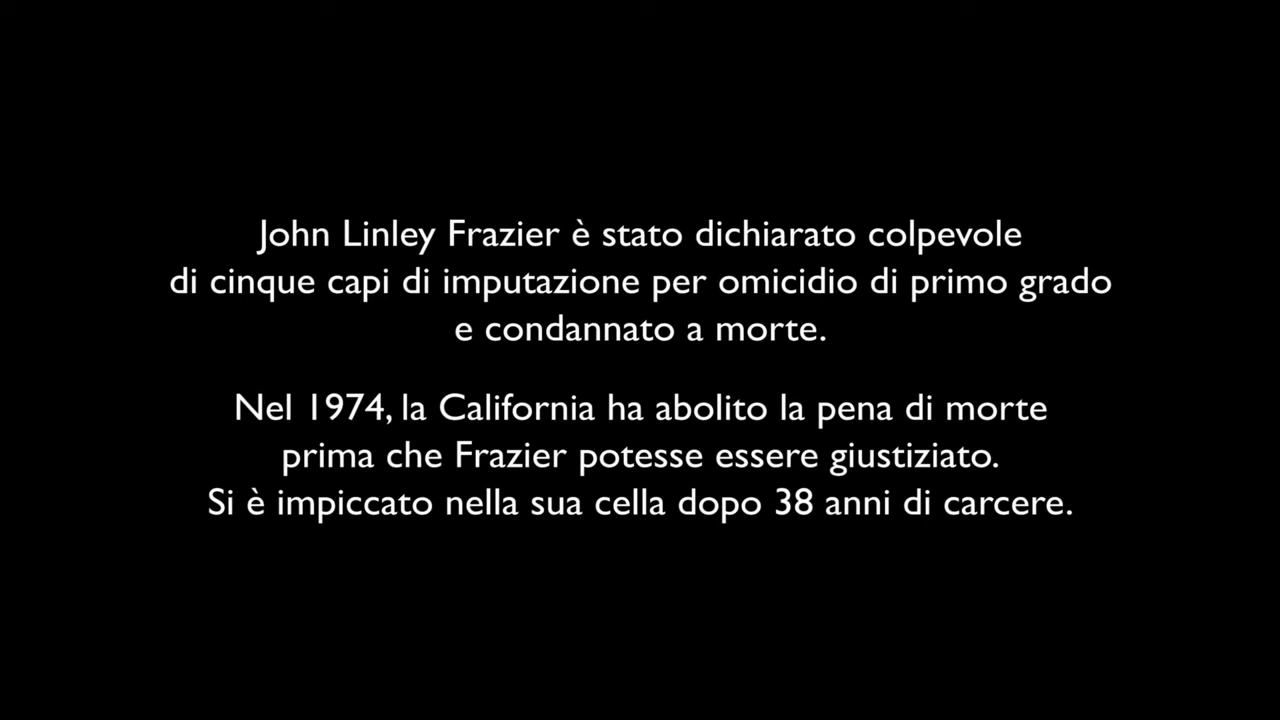 John Linley Frazier è stato dichiarato colpevole
di cinque capi di imputazione per omicidio di primo grado
e condannato a morte.
Nel 1974, la California ha abolito la pena di morte
prima che Frazier potesse essere giustiziato.
Si è impiccato nella sua cella dopo 38 anni di carcere.